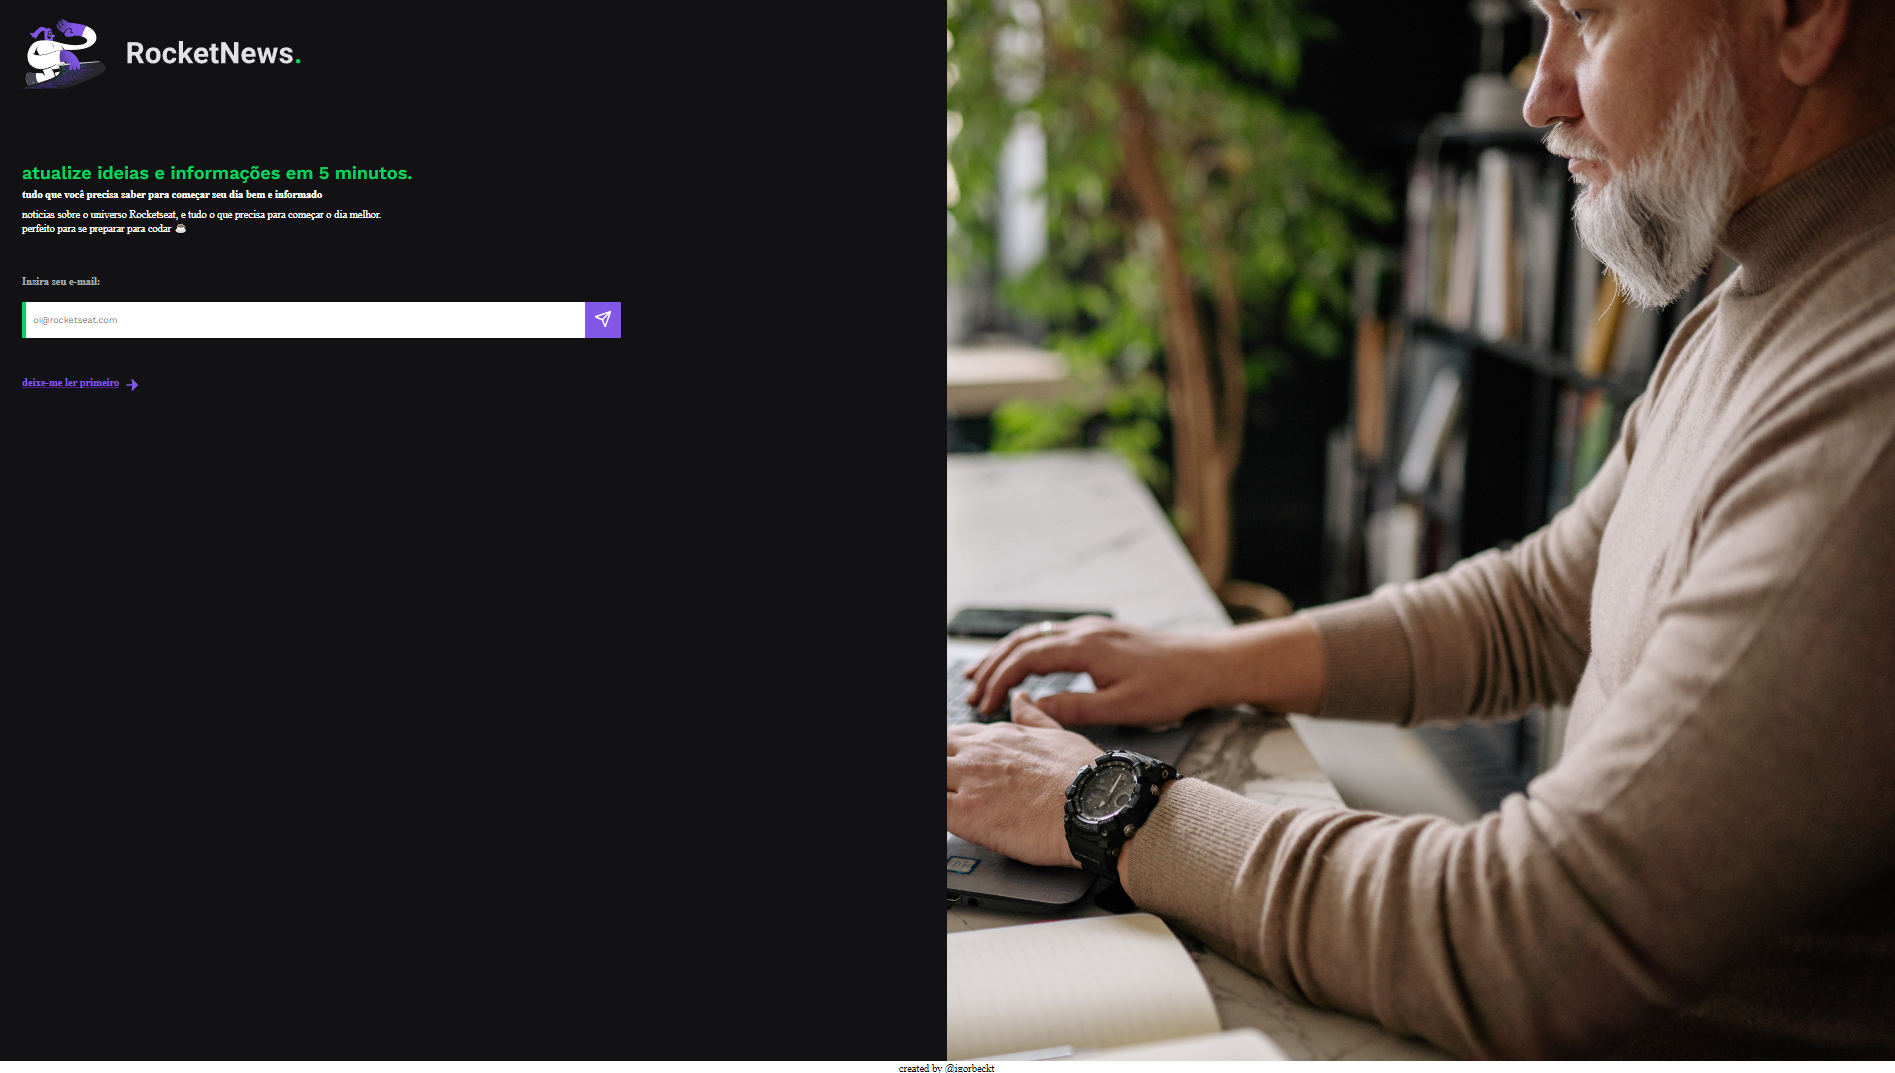 RocketNews.
atualize ideias e informações em 5 minutos.
tudo que você precisa saber para começar seu dia bem e informado
noticias sobre o universo Rocketseat, e tudo o que precisa para começar o dia melhor.
perfeito para se preparar para codar ☕
Insira seu e-mail:
oi@rocketseat.com
deixe-me ler primeiro
created by @igorbeckt